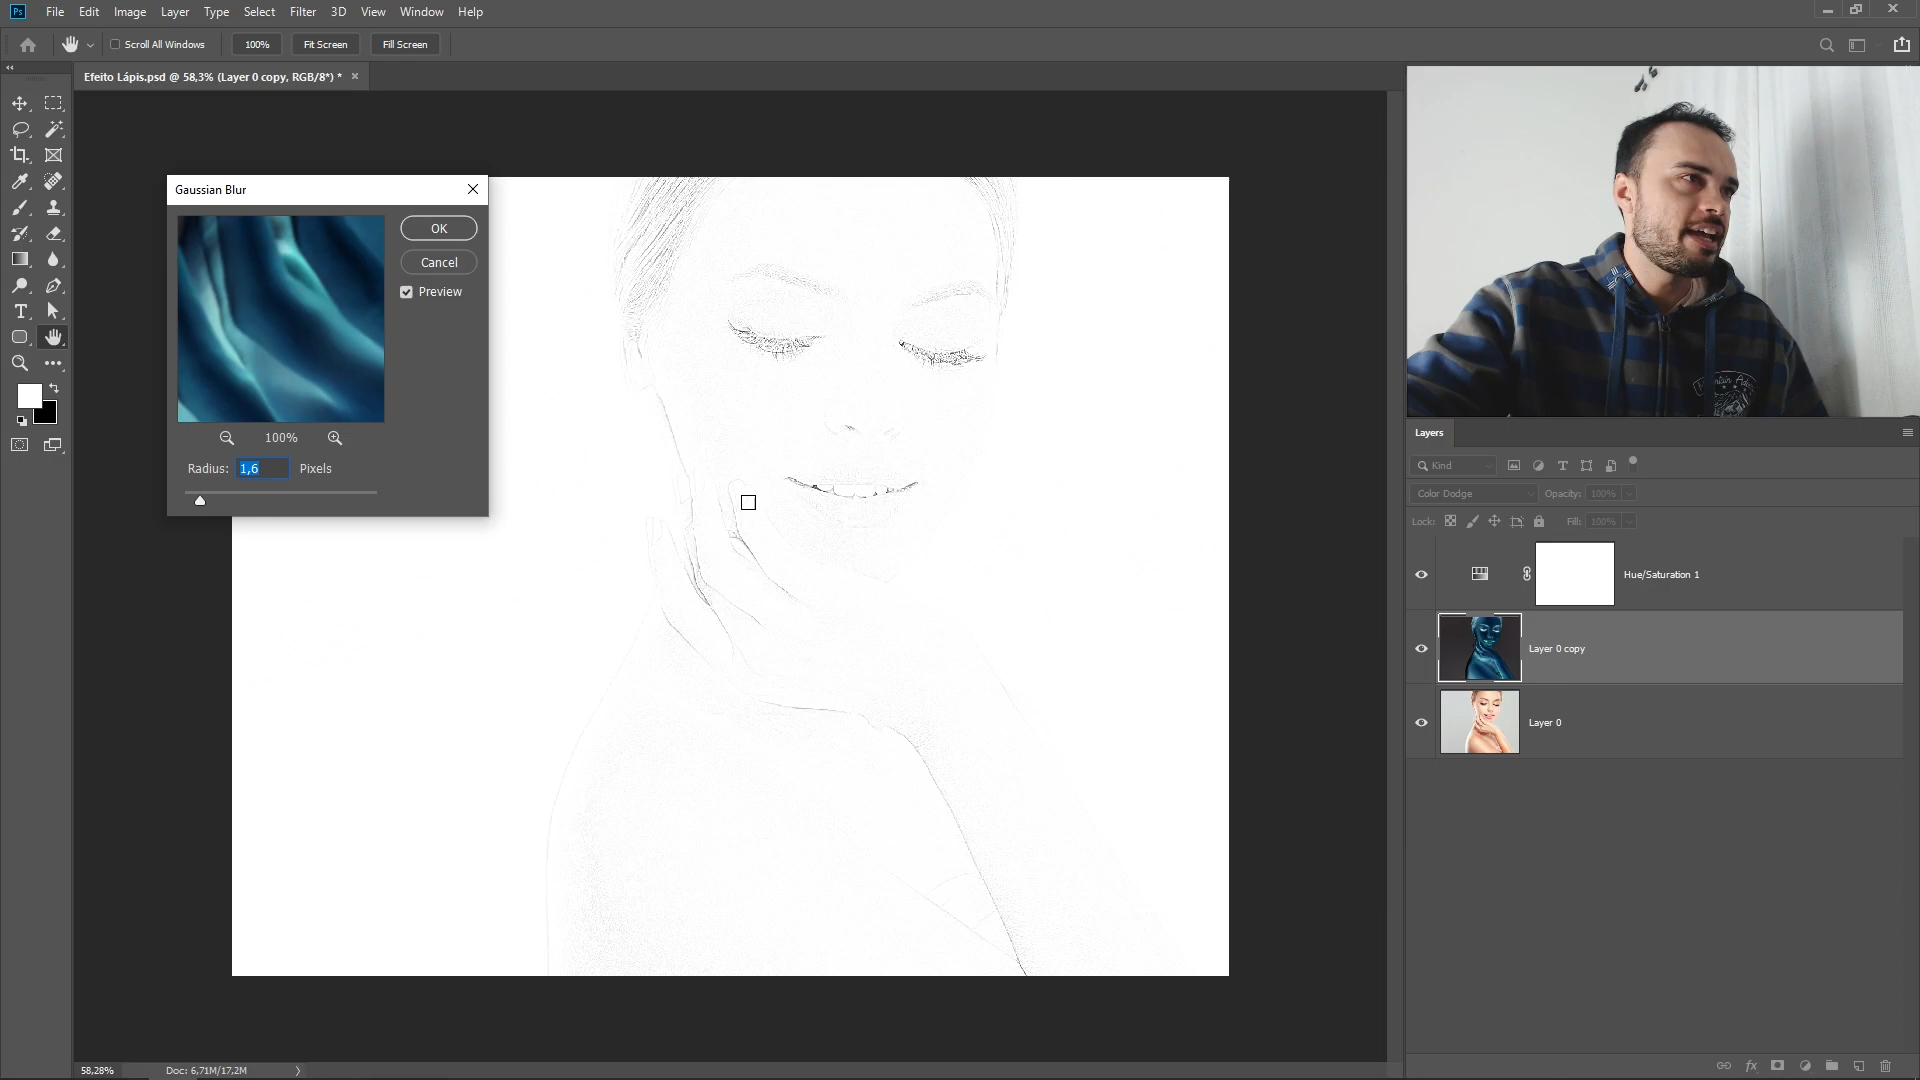 Ps File Edit Image Layer Type Select Filter 3D View Window Help
Scroll All Windows 100% Fit Screen Fill Screen
Efeito Lápis.psd @ 58,3% (Layer 0 copy, RGB/8*) *
Gaussian Blur
OK
Cancel
Preview
100%
Radius: 1,6 Pixels
Layers
Kind
Color Dodge Opacity: 100%
Lock: Fill: 100%
Hue/Saturation 1
Layer 0 copy
Layer 0
58,28% Doc: 6,71M/17,2M